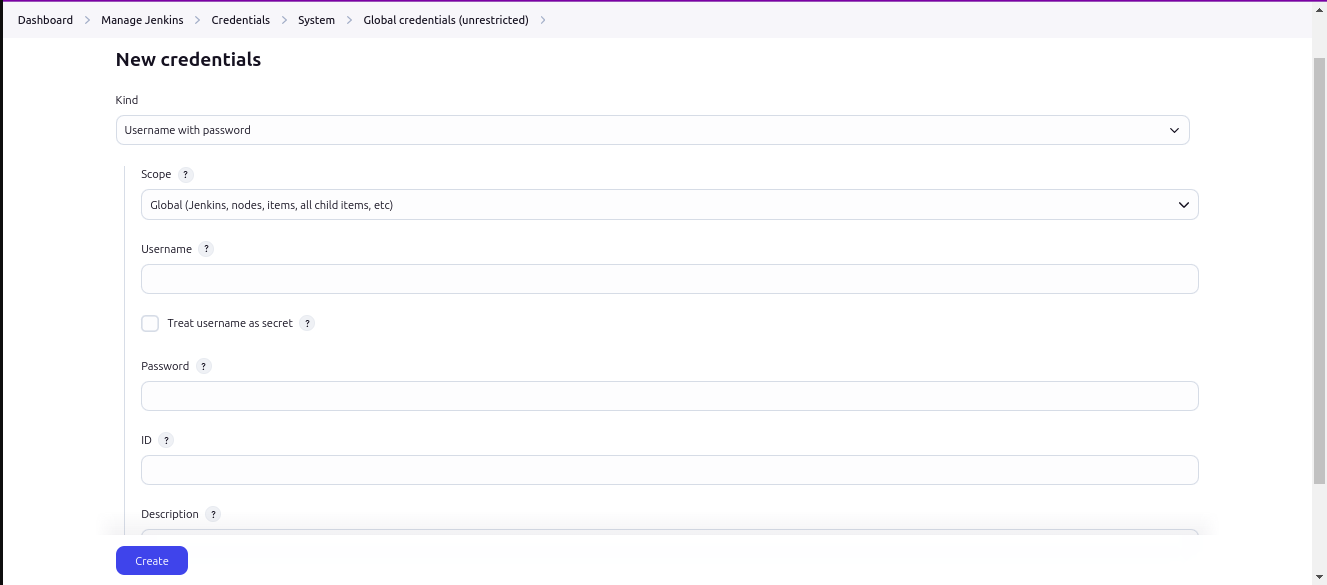 Dashboard > Manage Jenkins > Credentials > System > Global credentials (unrestricted) >
New credentials
Kind
Username with password
Scope ?
Global (Jenkins, nodes, items, all child items, etc)
Username ?
Treat username as secret ?
Password ?
ID ?
Description ?
Create